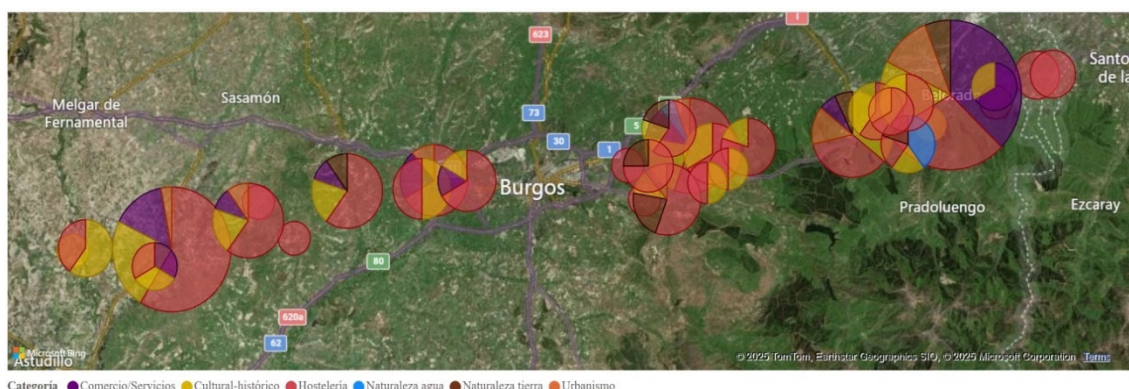 1
623
Santo
de la
Melgar de
Fernamental
Sasamón
Belorado
73
5
30
1
Burgos
Pradoluengo
Ezcaray
80
620a
62
Microsoft Bing
Astudillo
© 2025 TomTom, Earthstar Geographics SIO, © 2025 Microsoft Corporation Terms
Categoría Comercio/Servicios Cultural-histórico Hostelería Naturaleza agua Naturaleza tierra Urbanismo